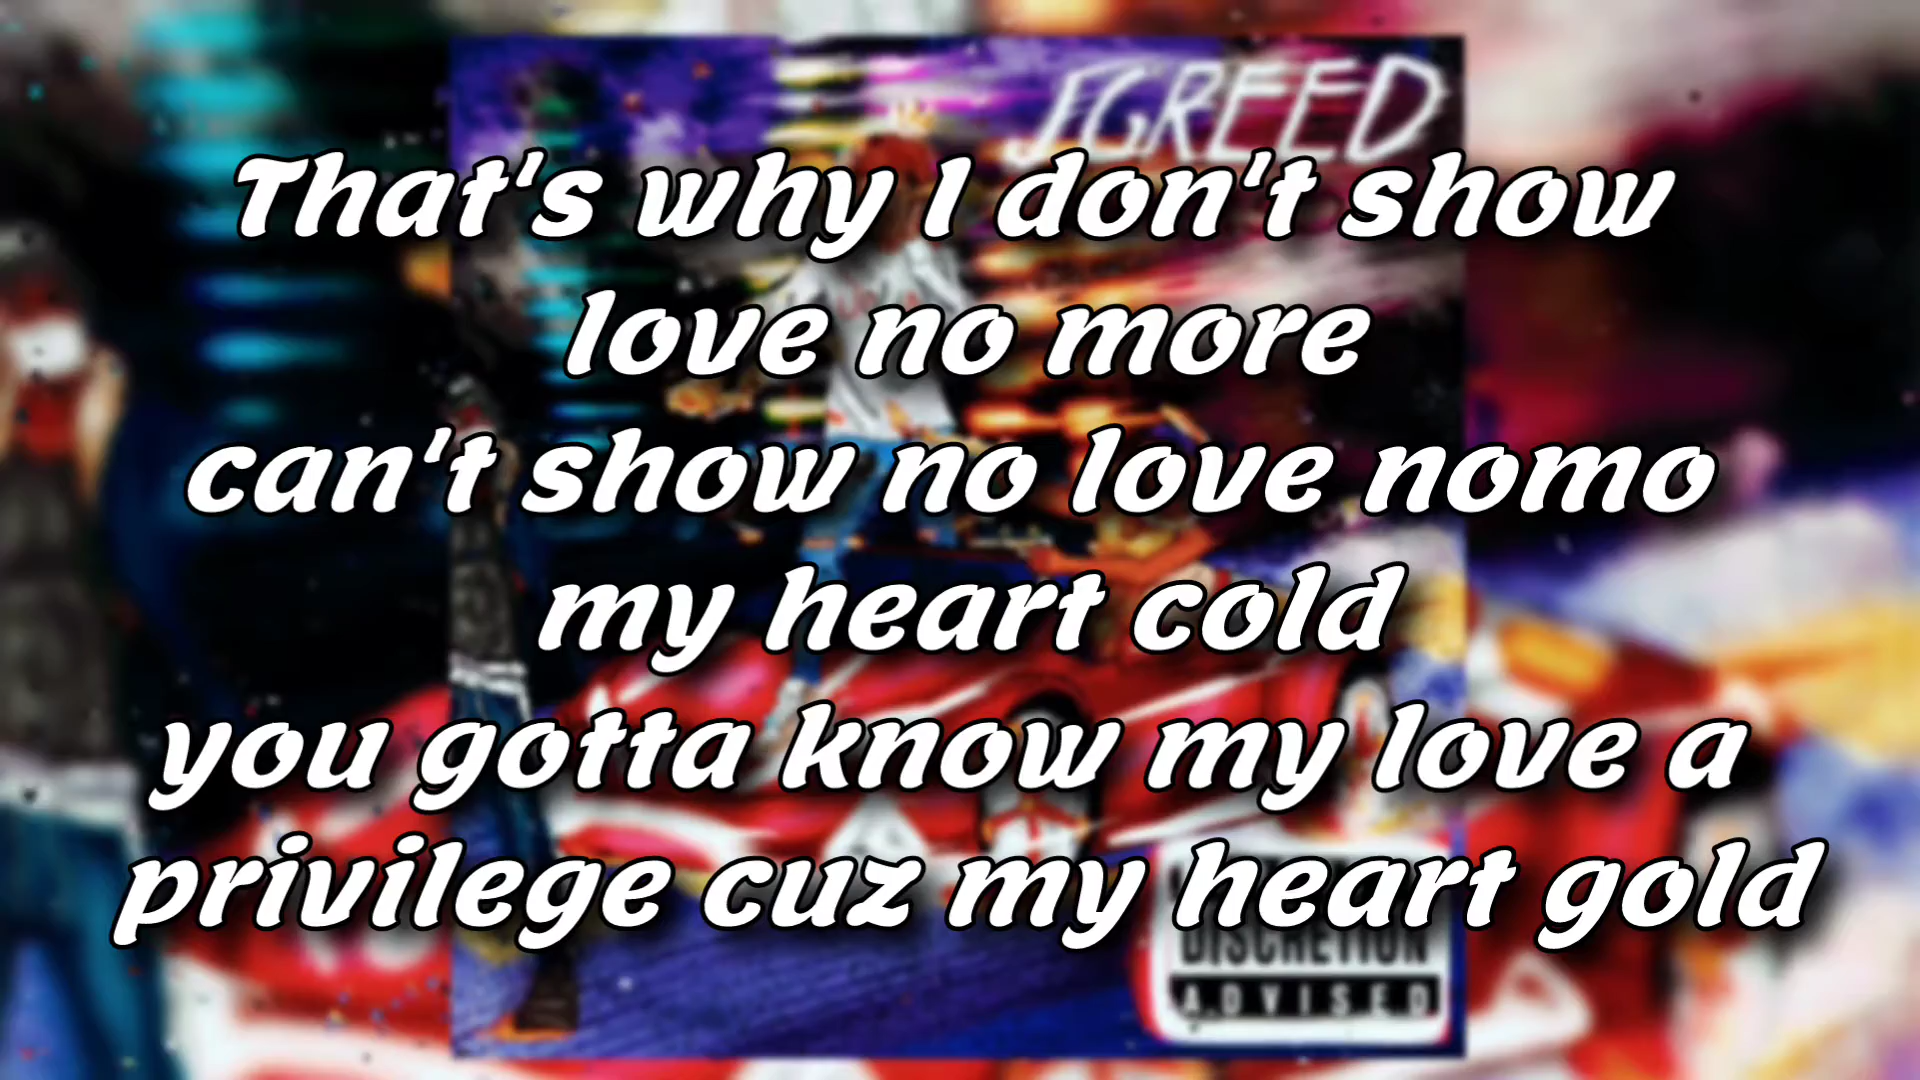 JGREED
That's why I don't show
love no more
can't show no love nomo
my heart cold
you gotta know my love a
privilege cuz my heart gold
DISCRETION
ADVISED